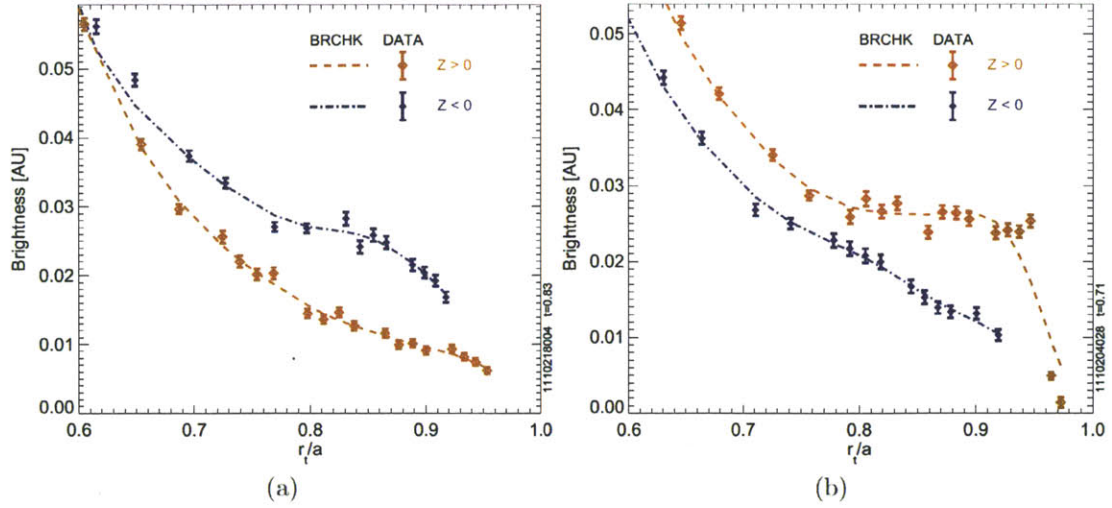 BRCHK DATA
Z > 0
Z < 0
Brightness [AU]
0.05
0.04
0.03
0.02
0.01
0.00
0.6 0.7 0.8 0.9 1.0
r_t/a
1110218004 t=0.83
(a)
BRCHK DATA
Z > 0
Z < 0
Brightness [AU]
0.05
0.04
0.03
0.02
0.01
0.00
0.6 0.7 0.8 0.9 1.0
r_t/a
1110204028 t=0.71
(b)